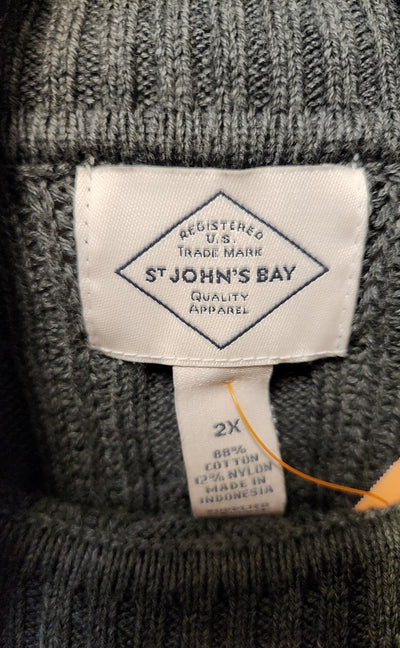 REGISTERED
U.S.
TRADE MARK
ST JOHN'S BAY
QUALITY
APPAREL
2X
88%
COTTON
12% NYLON
MADE IN
INDONESIA